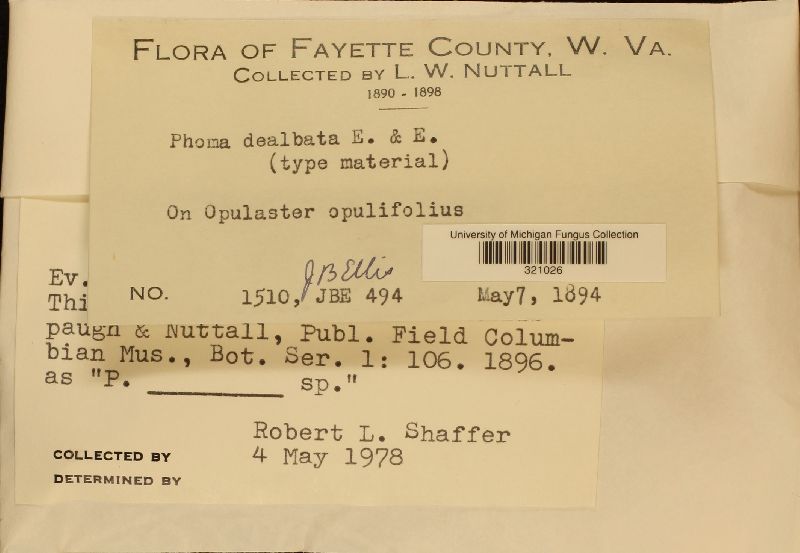 FLORA OF FAYETTE COUNTY, W. VA.
COLLECTED BY L. W. NUTTALL
1890 - 1898
Phoma dealbata E. & E.
(type material)
On Opulaster opulifolius
University of Michigan Fungus Collection
321026
J B Ellis
NO. 1510, JBE 494 May7, 1894
Ev.
Thi
paugh & Nuttall, Publ. Field Colum-
bian Mus., Bot. Ser. 1: 106. 1896.
as "P. __________ sp."
Robert L. Shaffer
COLLECTED BY 4 May 1978
DETERMINED BY